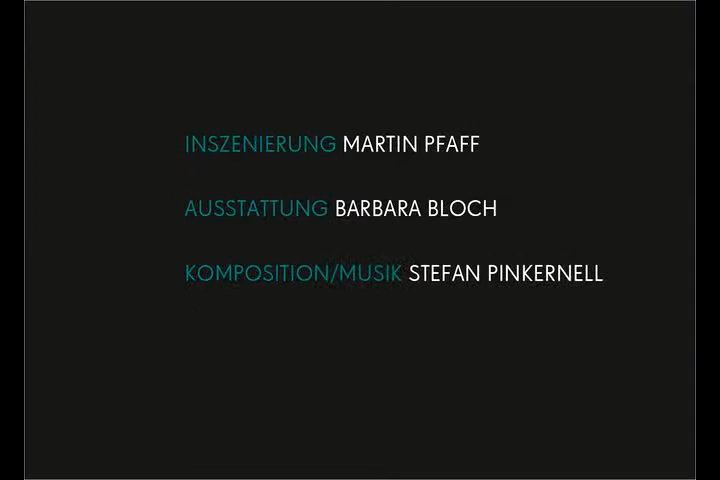 INSZENIERUNG MARTIN PFAFF
AUSSTATTUNG BARBARA BLOCH
KOMPOSITION/MUSIK STEFAN PINKERNELL